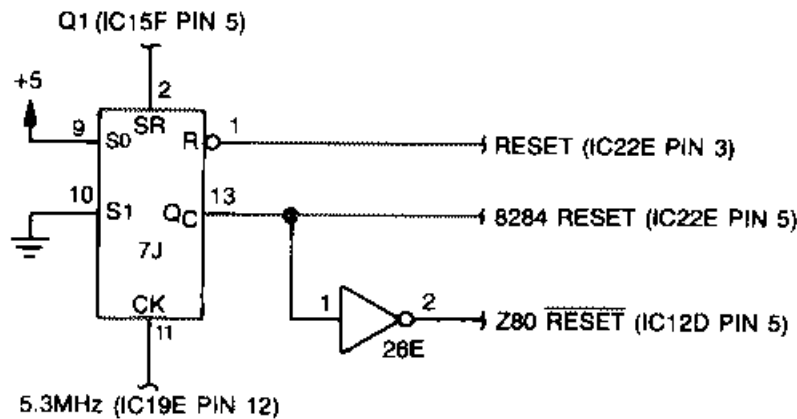 Q1 (IC15F PIN 5)
+5
2
SR
9
S0
R
1
RESET (IC22E PIN 3)
10
S1
QC
13
8284 RESET (IC22E PIN 5)
7J
1
2
Z80 RESET (IC12D PIN 5)
26E
CK
11
5.3MHz (IC19E PIN 12)